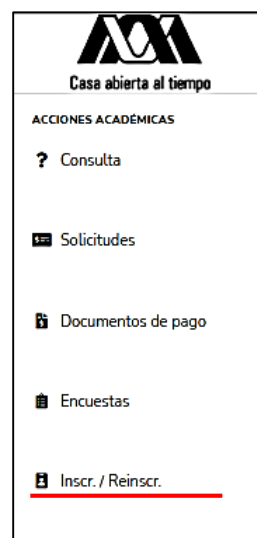 Casa abierta al tiempo
ACCIONES ACADÉMICAS
? Consulta
Solicitudes
Documentos de pago
Encuestas
Inscr. / Reinscr.